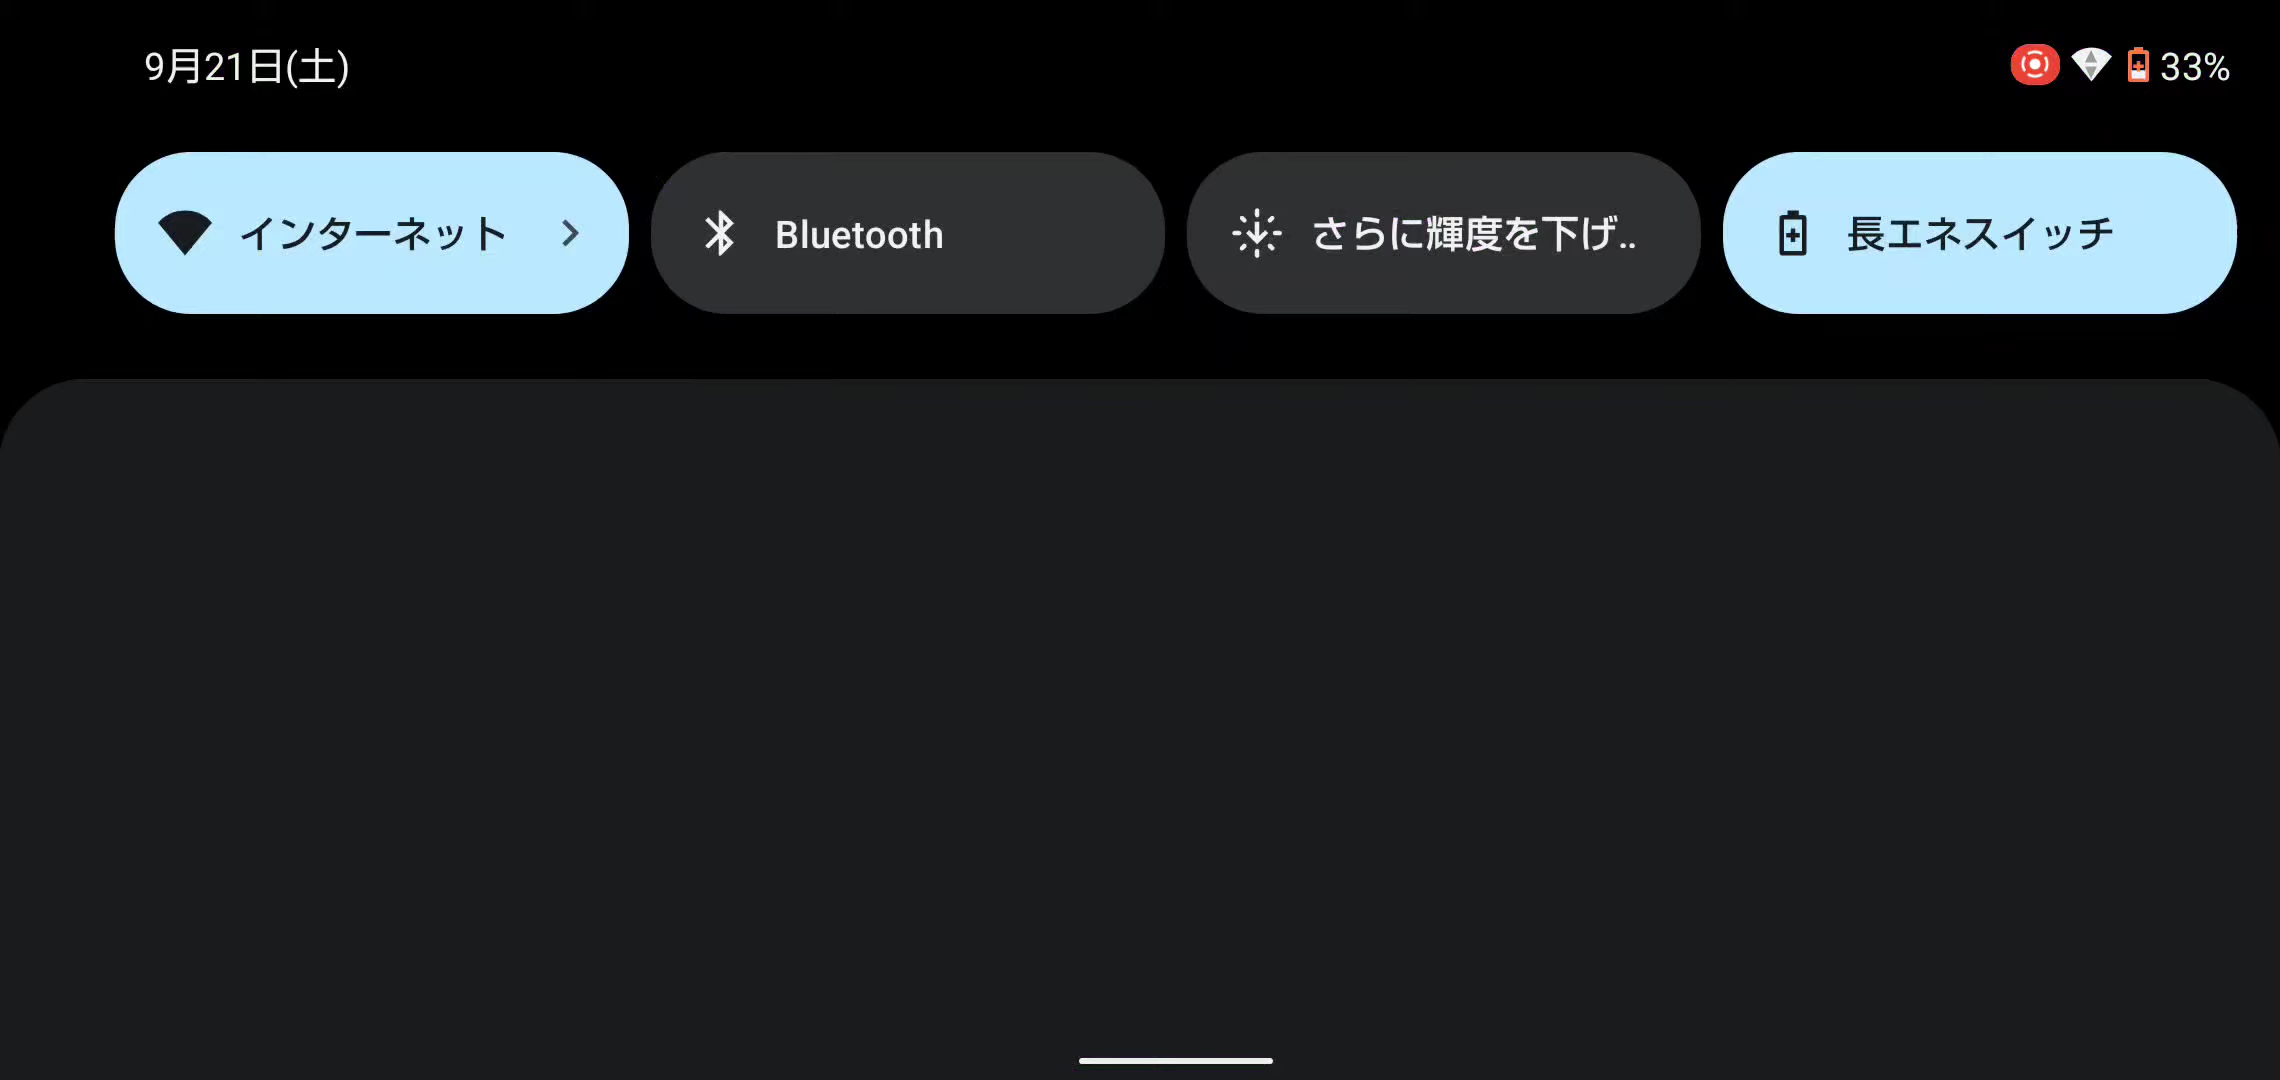 9月21日(土)
33%
インターネット
Bluetooth
さらに輝度を下げ..
長エネスイッチ